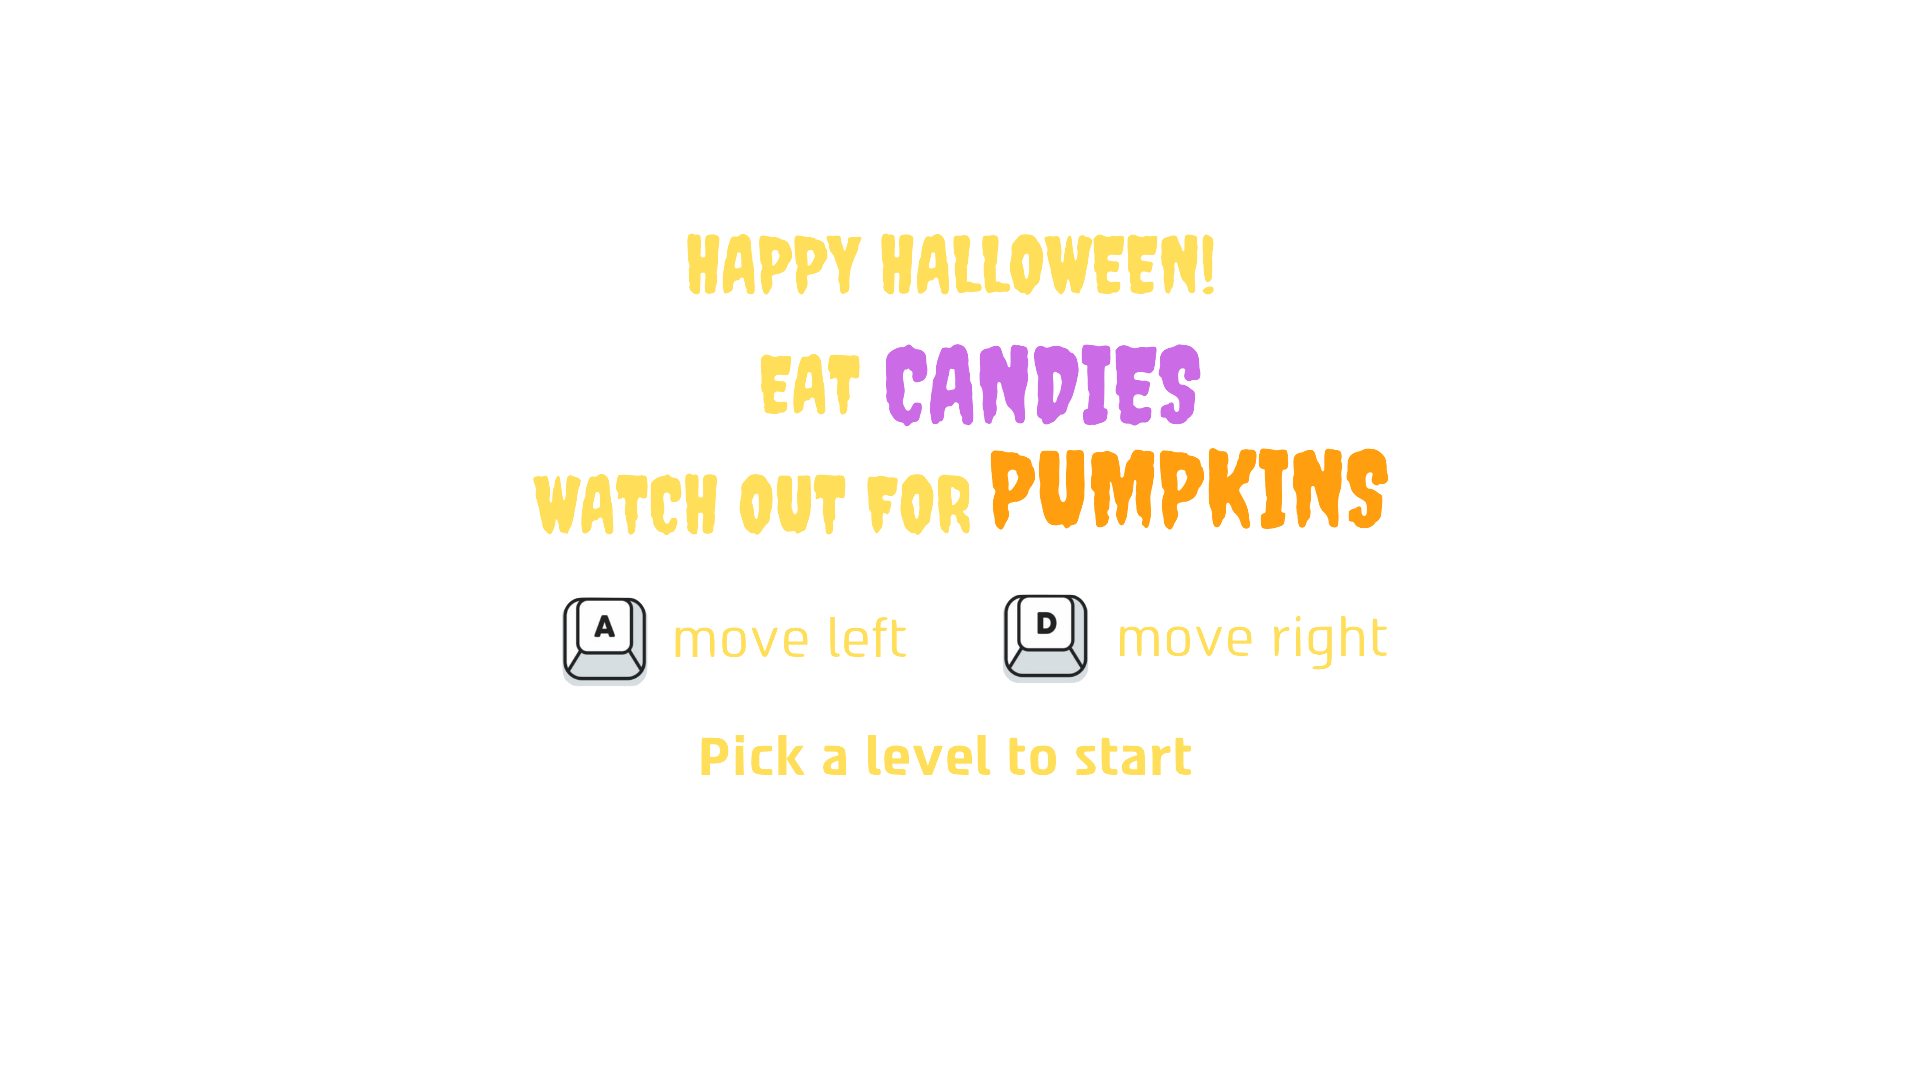 HAPPY HALLOWEEN!
EAT CANDIES
WATCH OUT FOR PUMPKINS
A move left D move right
Pick a level to start